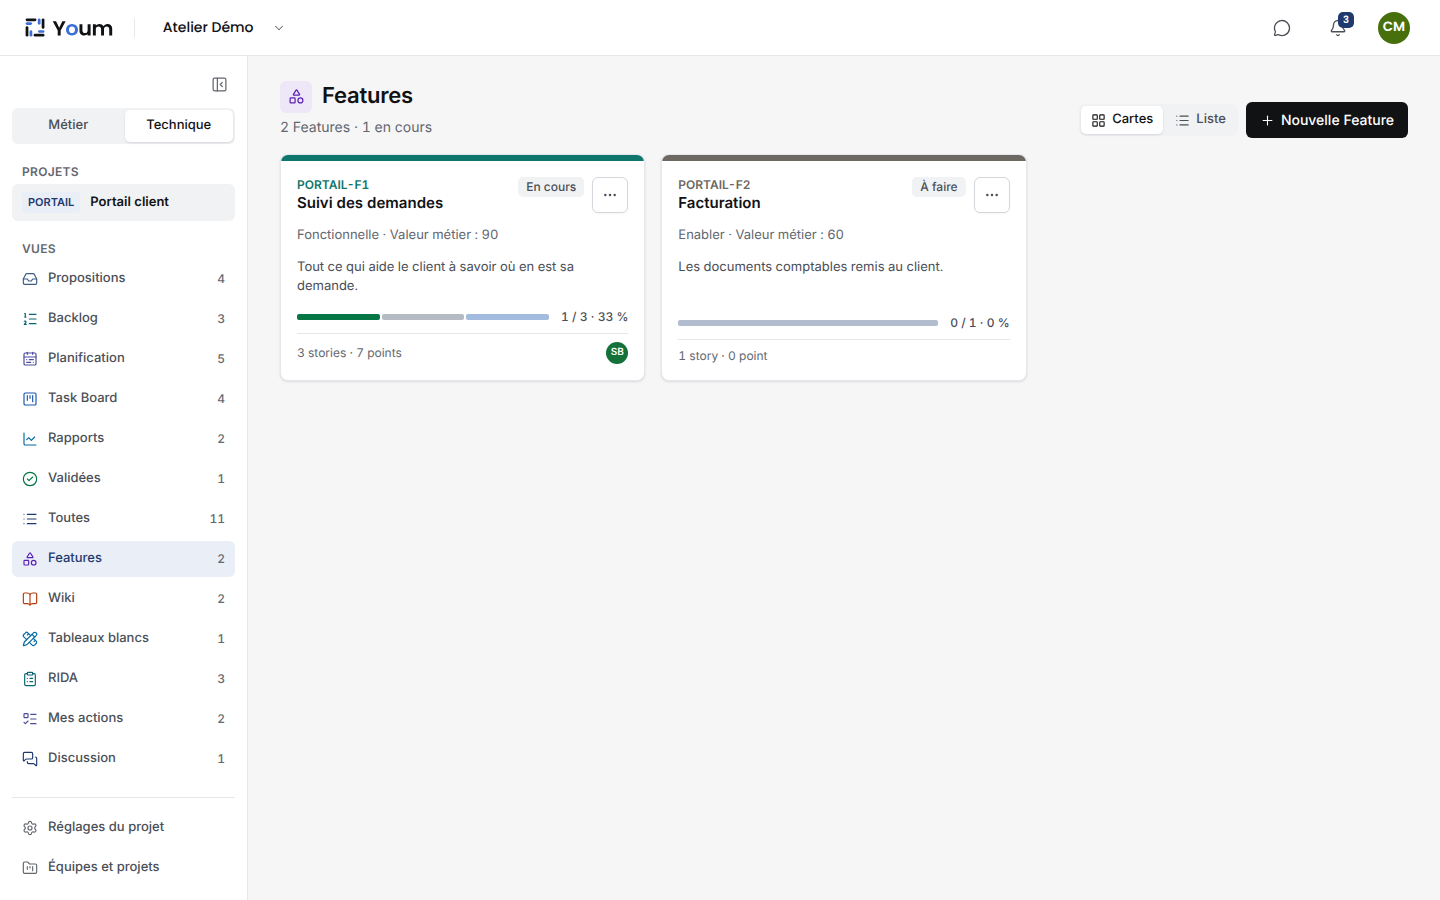 Youm
Atelier Démo
3
CM
Métier
Technique
PROJETS
PORTAIL
Portail client
VUES
Propositions 4
Backlog 3
Planification 5
Task Board 4
Rapports 2
Validées 1
Toutes 11
Features 2
Wiki 2
Tableaux blancs 1
RIDA 3
Mes actions 2
Discussion 1
Réglages du projet
Équipes et projets
Features
2 Features · 1 en cours
Cartes
Liste
+ Nouvelle Feature
PORTAIL-F1
En cours
Suivi des demandes
Fonctionnelle · Valeur métier : 90
Tout ce qui aide le client à savoir où en est sa
demande.
1 / 3 · 33 %
3 stories · 7 points
SB
PORTAIL-F2
À faire
Facturation
Enabler · Valeur métier : 60
Les documents comptables remis au client.
0 / 1 · 0 %
1 story · 0 point